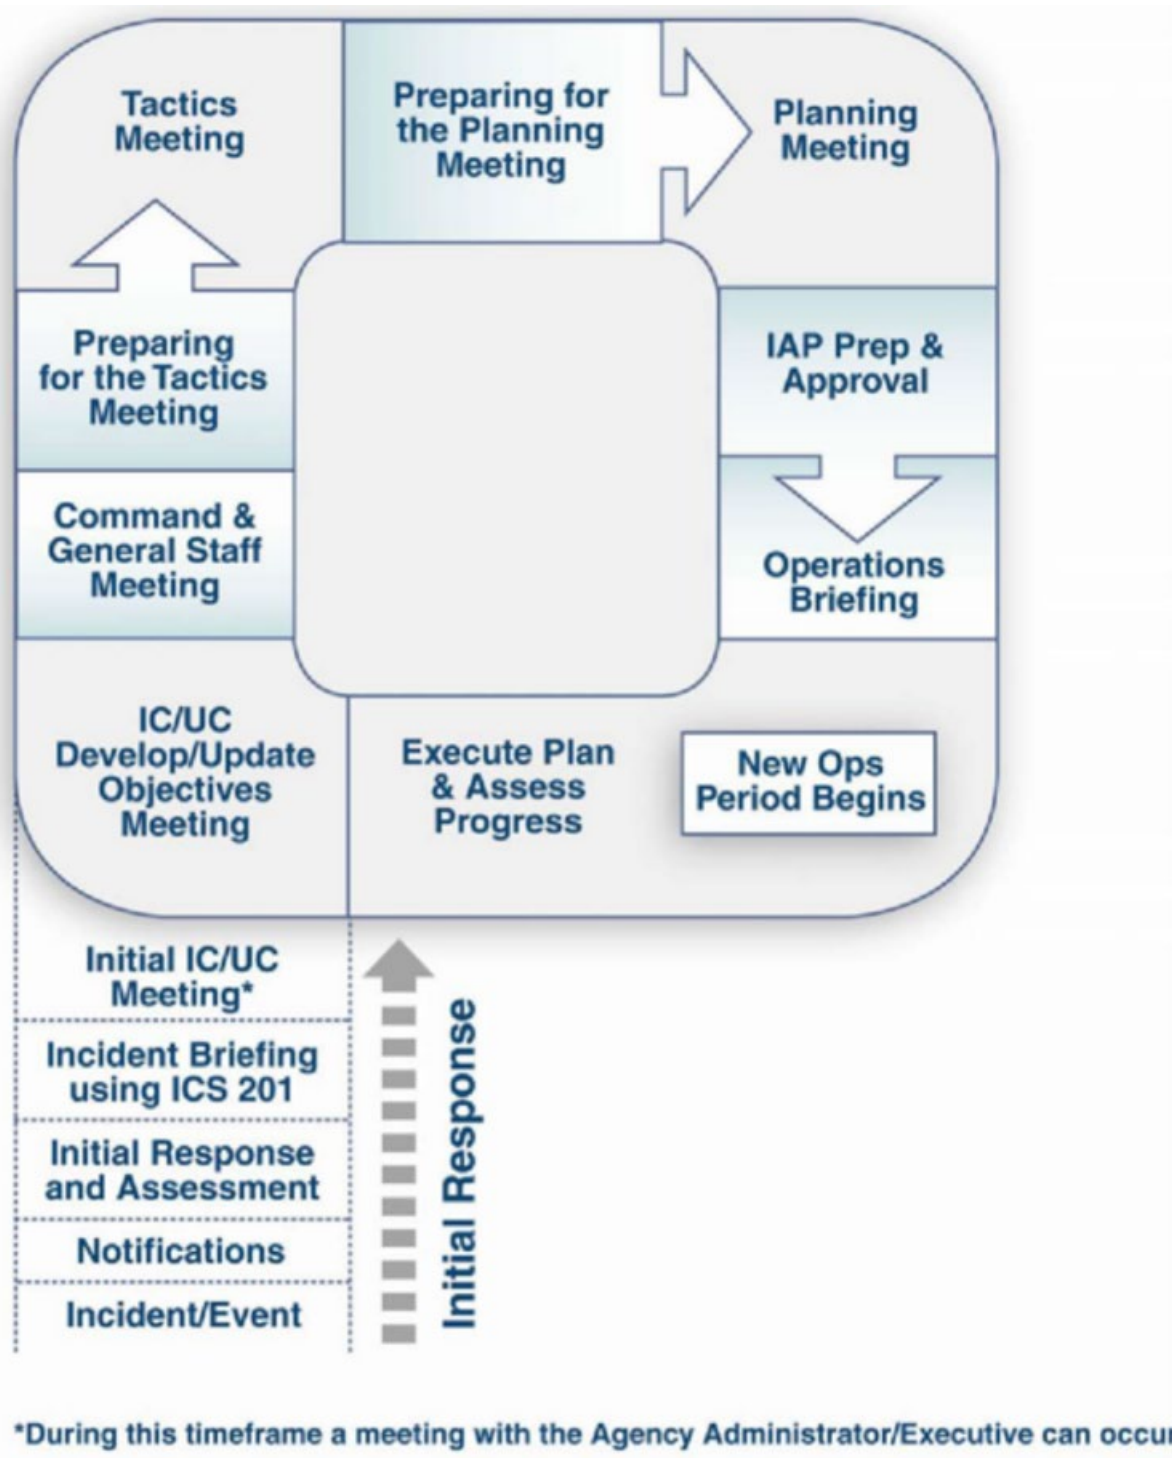 Tactics
Meeting
Preparing for
the Planning
Meeting
Planning
Meeting
Preparing
for the Tactics
Meeting
IAP Prep &
Approval
Command &
General Staff
Meeting
Operations
Briefing
IC/UC
Develop/Update
Objectives
Meeting
Execute Plan
& Assess
Progress
New Ops
Period Begins
Initial IC/UC
Meeting*
Incident Briefing
using ICS 201
Initial Response
and Assessment
Notifications
Incident/Event
Initial Response
*During this timeframe a meeting with the Agency Administrator/Executive can occur